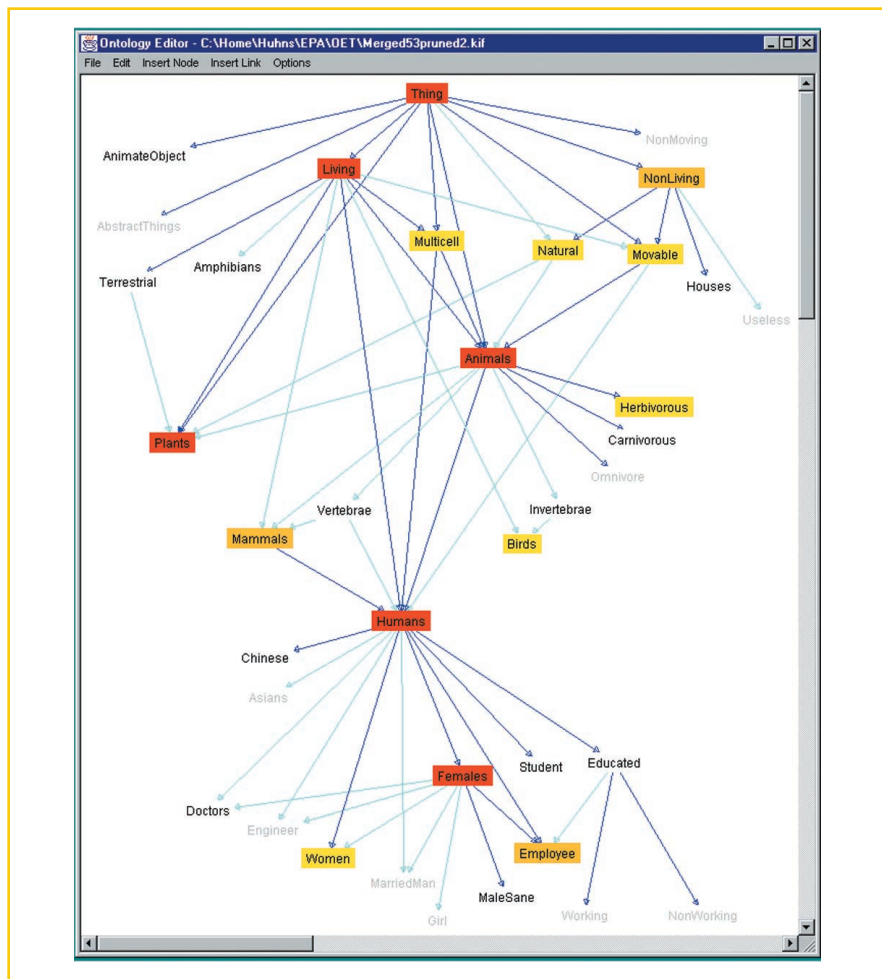 Ontology Editor - C:\Home\Huhns\EPA\OET\Merged53pruned2.kif
File Edit Insert Node Insert Link Options
Thing
NonMoving
AnimateObject
Living
NonLiving
AbstractThings
Multicell
Natural
Movable
Amphibians
Terrestrial
Houses
Useless
Animals
Herbivorous
Plants
Carnivorous
Omnivore
Vertebrae
Invertebrae
Mammals
Birds
Humans
Chinese
Asians
Student
Educated
Females
Doctors
Engineer
Women
Employee
MarriedMan
MaleSane
Girl
Working
NonWorking